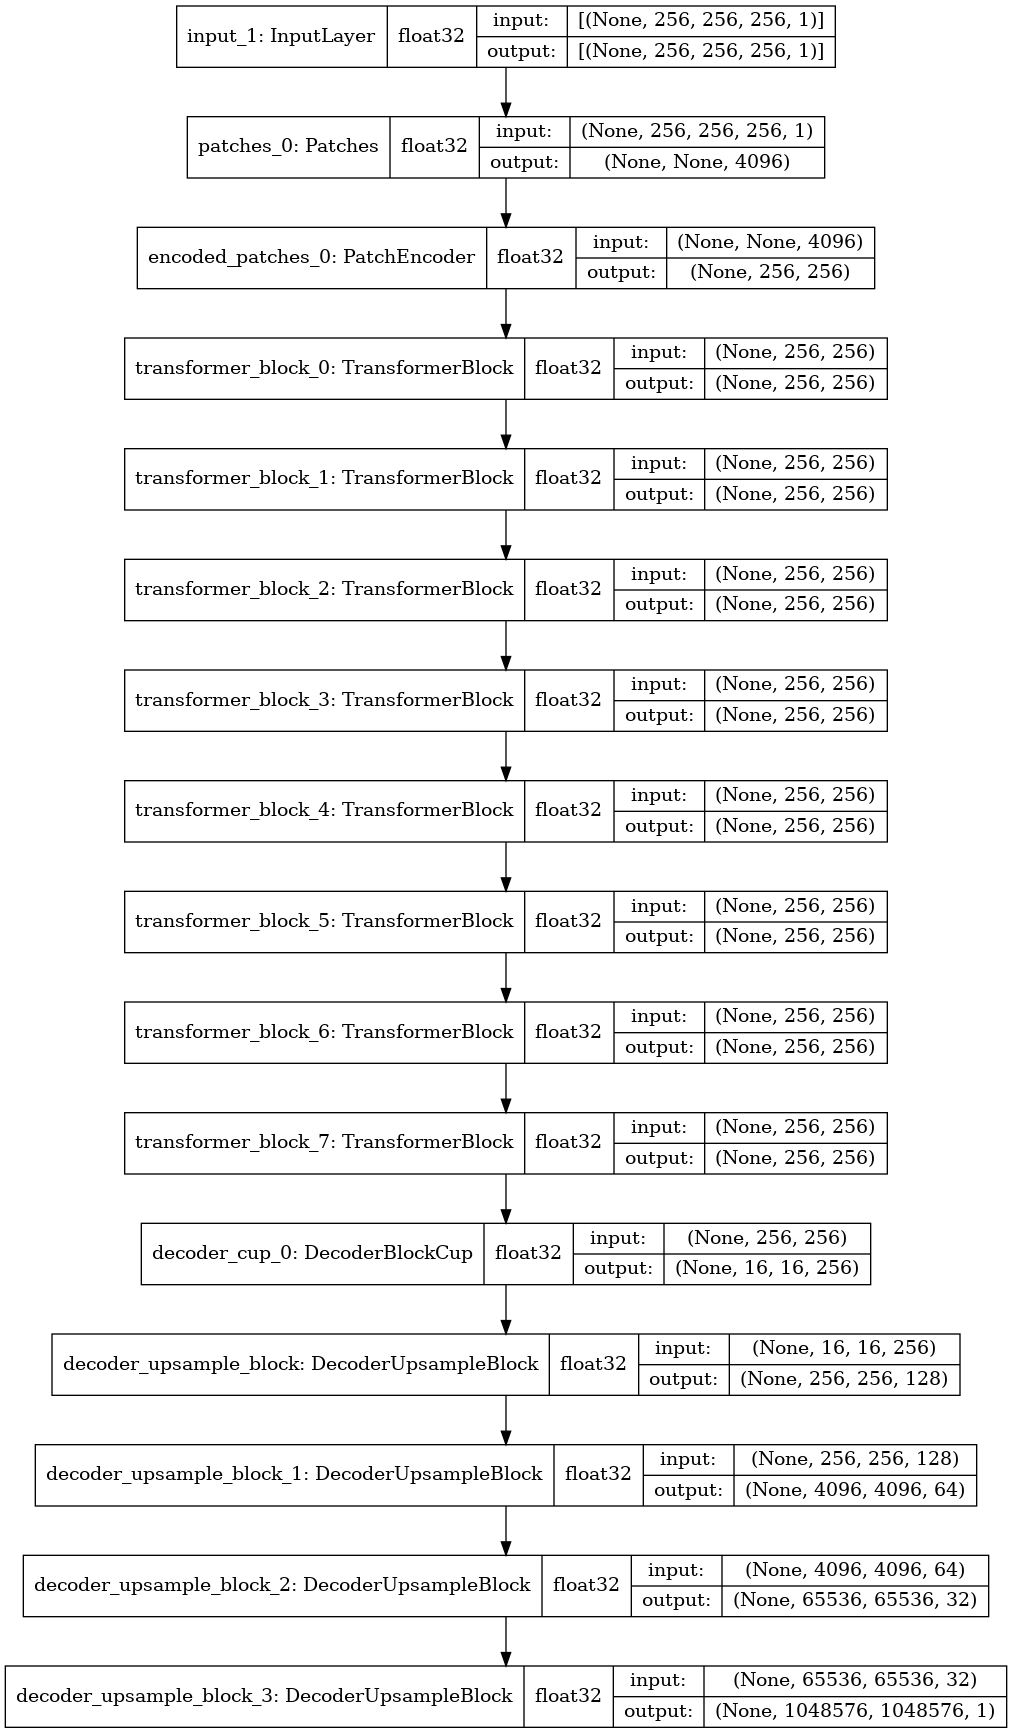 input_1: InputLayer float32 input: [(None, 256, 256, 256, 1)]
output: [(None, 256, 256, 256, 1)]
patches_0: Patches float32 input: (None, 256, 256, 256, 1)
output: (None, None, 4096)
encoded_patches_0: PatchEncoder float32 input: (None, None, 4096)
output: (None, 256, 256)
transformer_block_0: TransformerBlock float32 input: (None, 256, 256)
output: (None, 256, 256)
transformer_block_1: TransformerBlock float32 input: (None, 256, 256)
output: (None, 256, 256)
transformer_block_2: TransformerBlock float32 input: (None, 256, 256)
output: (None, 256, 256)
transformer_block_3: TransformerBlock float32 input: (None, 256, 256)
output: (None, 256, 256)
transformer_block_4: TransformerBlock float32 input: (None, 256, 256)
output: (None, 256, 256)
transformer_block_5: TransformerBlock float32 input: (None, 256, 256)
output: (None, 256, 256)
transformer_block_6: TransformerBlock float32 input: (None, 256, 256)
output: (None, 256, 256)
transformer_block_7: TransformerBlock float32 input: (None, 256, 256)
output: (None, 256, 256)
decoder_cup_0: DecoderBlockCup float32 input: (None, 256, 256)
output: (None, 16, 16, 256)
decoder_upsample_block: DecoderUpsampleBlock float32 input: (None, 16, 16, 256)
output: (None, 256, 256, 128)
decoder_upsample_block_1: DecoderUpsampleBlock float32 input: (None, 256, 256, 128)
output: (None, 4096, 4096, 64)
decoder_upsample_block_2: DecoderUpsampleBlock float32 input: (None, 4096, 4096, 64)
output: (None, 65536, 65536, 32)
decoder_upsample_block_3: DecoderUpsampleBlock float32 input: (None, 65536, 65536, 32)
output: (None, 1048576, 1048576, 1)